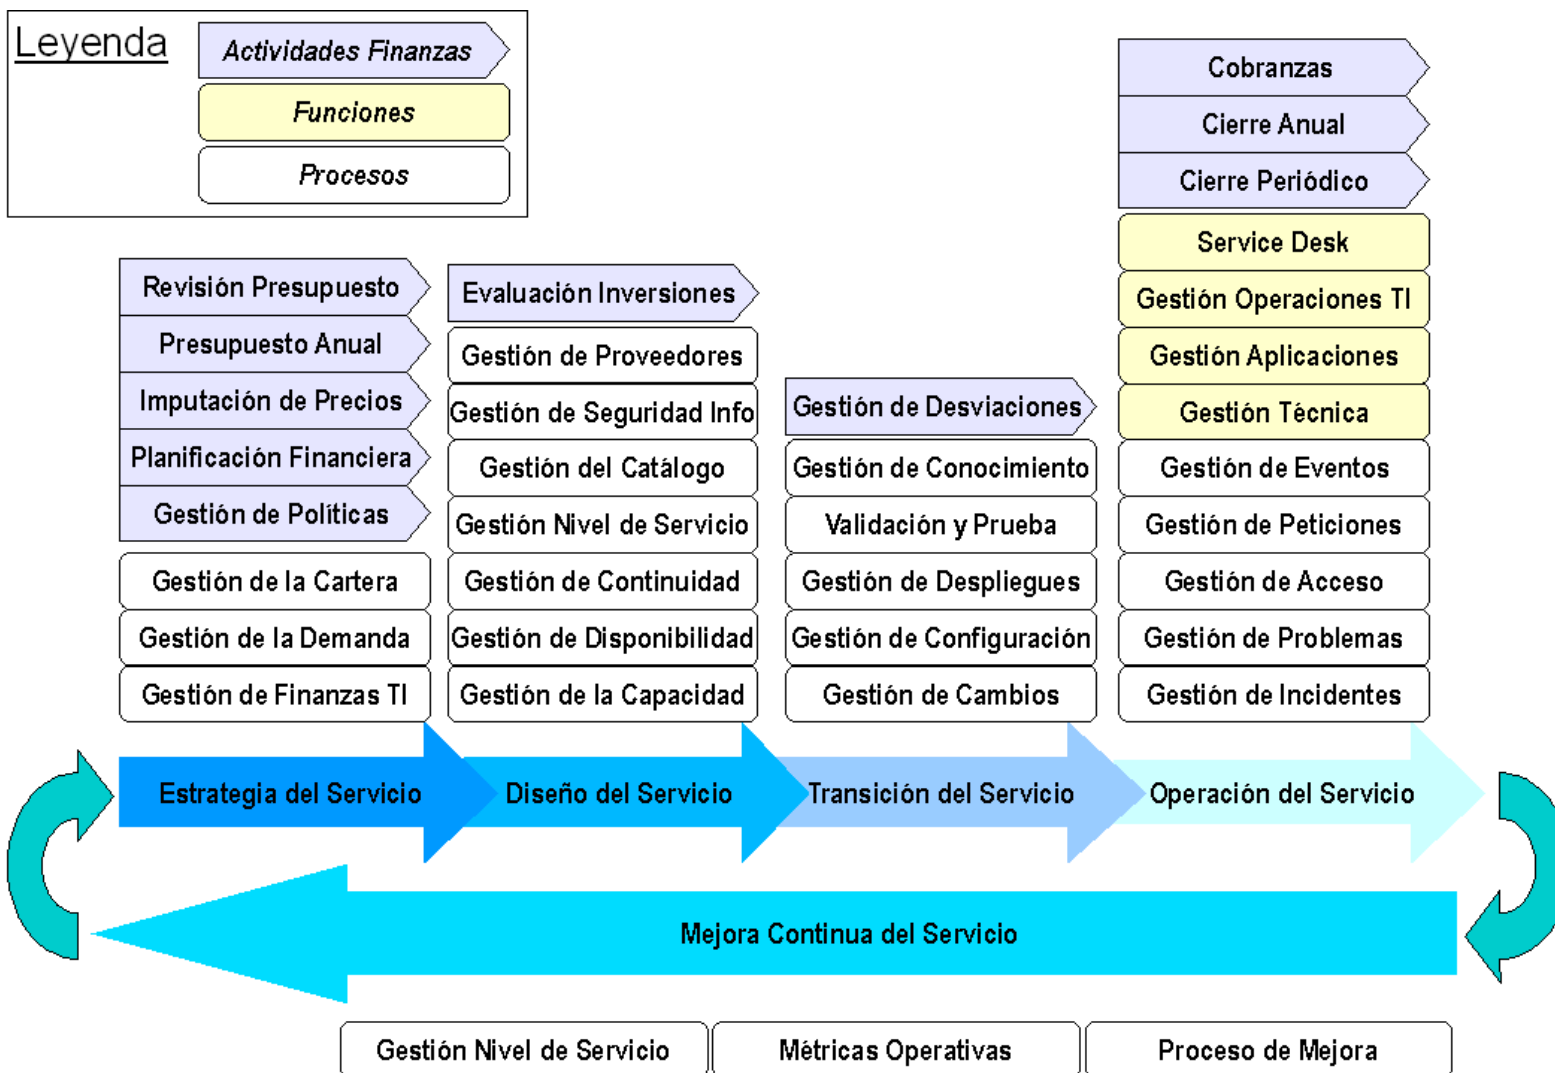 Leyenda
Actividades Finanzas
Funciones
Procesos
Revisión Presupuesto
Presupuesto Anual
Imputación de Precios
Planificación Financiera
Gestión de Políticas
Gestión de la Cartera
Gestión de la Demanda
Gestión de Finanzas TI
Evaluación Inversiones
Gestión de Proveedores
Gestión de Seguridad Info
Gestión del Catálogo
Gestión Nivel de Servicio
Gestión de Continuidad
Gestión de Disponibilidad
Gestión de la Capacidad
Gestión de Desviaciones
Gestión de Conocimiento
Validación y Prueba
Gestión de Despliegues
Gestión de Configuración
Gestión de Cambios
Cobranzas
Cierre Anual
Cierre Periódico
Service Desk
Gestión Operaciones TI
Gestión Aplicaciones
Gestión Técnica
Gestión de Eventos
Gestión de Peticiones
Gestión de Acceso
Gestión de Problemas
Gestión de Incidentes
Estrategia del Servicio
Diseño del Servicio
Transición del Servicio
Operación del Servicio
Mejora Continua del Servicio
Gestión Nivel de Servicio
Métricas Operativas
Proceso de Mejora